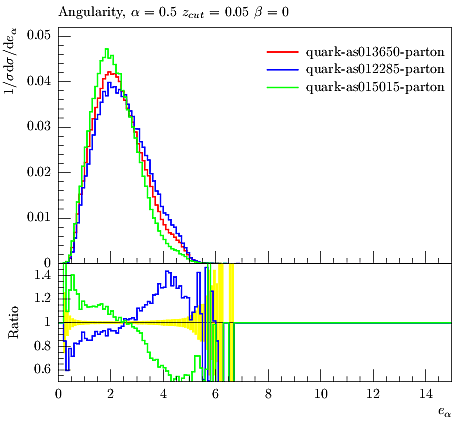 Angularity, α = 0.5 z_cut = 0.05 β = 0
1/σ dσ/de_α
0.05
0.04
0.03
0.02
0.01
0
quark-as013650-parton
quark-as012285-parton
quark-as015015-parton
Ratio
1.4
1.2
1
0.8
0.6
0 2 4 6 8 10 12 14
e_α